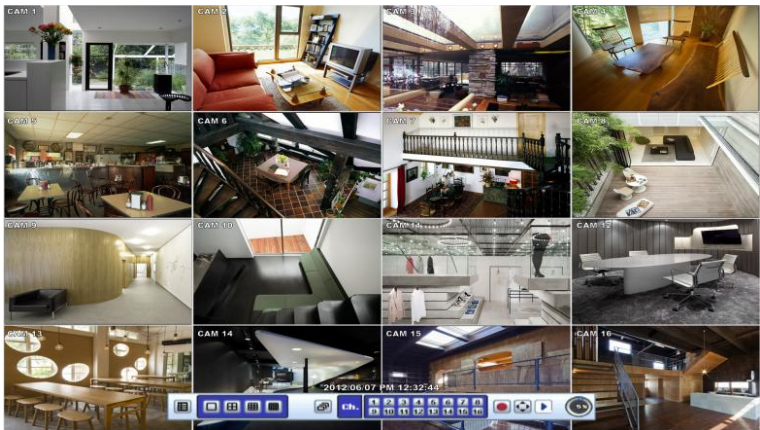 CAM 1
CAM 2
CAM 3
CAM 4
CAM 5
CAM 6
CAM 7
CAM 8
CAM 9
CAM 10
CAM 11
CAM 12
CAM 13
CAM 14
CAM 15
CAM 16
2012/06/07 PM 12:32:44
Ch.
1 2 3 4 5 6 7 8
9 10 11 12 13 14 15 16